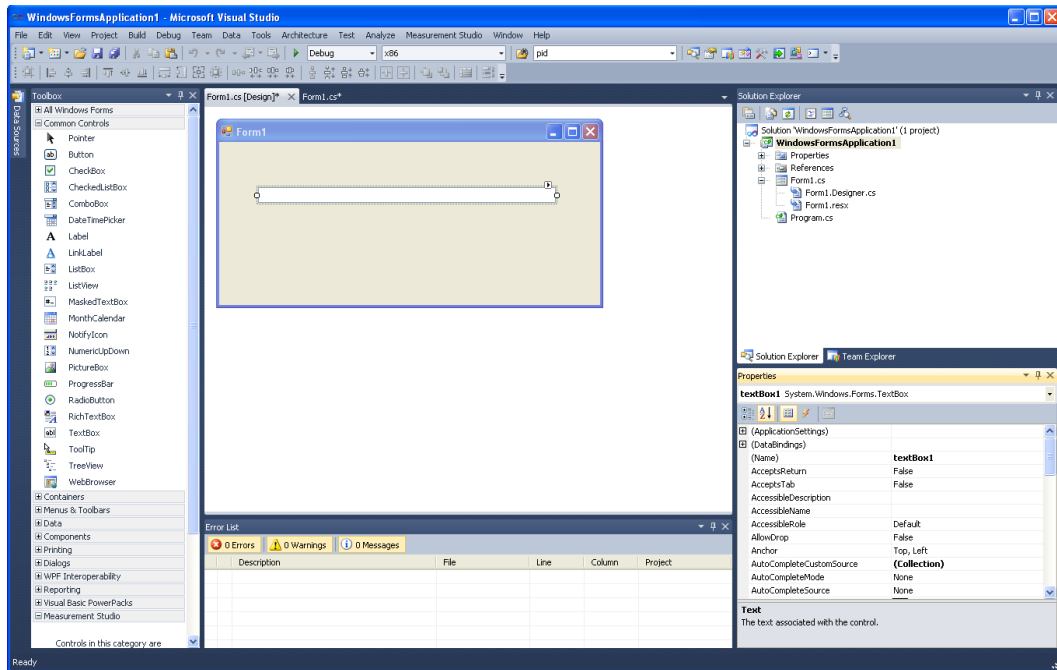 WindowsFormsApplication1 - Microsoft Visual Studio
File Edit View Project Build Debug Team Data Tools Architecture Test Analyze Measurement Studio Window Help
Debug x86 pid
Data Sources
Toolbox
All Windows Forms
Common Controls
Pointer
Button
CheckBox
CheckedListBox
ComboBox
DateTimePicker
Label
LinkLabel
ListBox
ListView
MaskedTextBox
MonthCalendar
NotifyIcon
NumericUpDown
PictureBox
ProgressBar
RadioButton
RichTextBox
TextBox
ToolTip
TreeView
WebBrowser
Containers
Menus & Toolbars
Data
Components
Printing
Dialogs
WPF Interoperability
Reporting
Visual Basic PowerPacks
Measurement Studio
Controls in this category are
Form1.cs [Design]* Form1.cs*
Form1
Error List
0 Errors 0 Warnings 0 Messages
Description File Line Column Project
Solution Explorer
Solution 'WindowsFormsApplication1' (1 project)
WindowsFormsApplication1
Properties
References
Form1.cs
Form1.Designer.cs
Form1.resx
Program.cs
Solution Explorer Team Explorer
Properties
textBox1 System.Windows.Forms.TextBox
(ApplicationSettings)
(DataBindings)
(Name) textBox1
AcceptsReturn False
AcceptsTab False
AccessibleDescription
AccessibleName
AccessibleRole Default
AllowDrop False
Anchor Top, Left
AutoCompleteCustomSource (Collection)
AutoCompleteMode None
AutoCompleteSource None
Text
The text associated with the control.
Ready